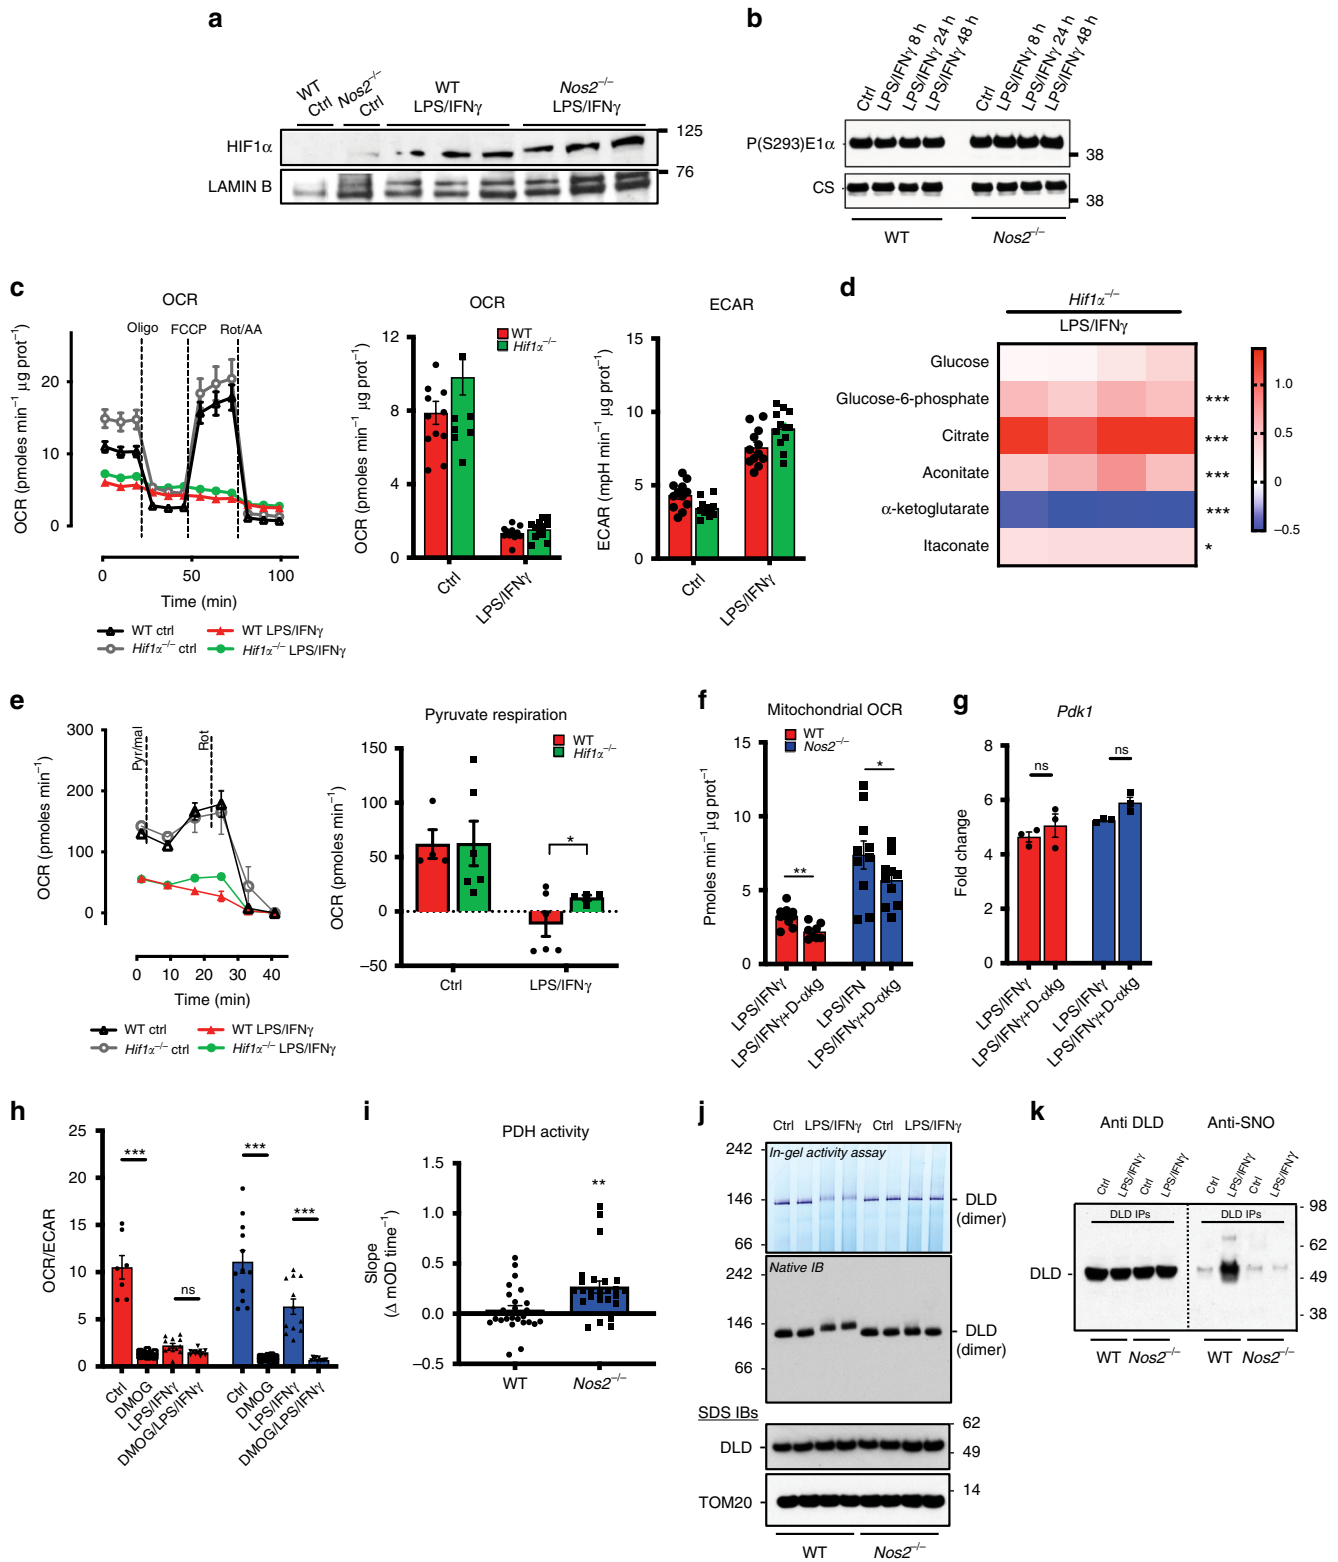 a
WT Ctrl
Nos2−/− Ctrl
WT LPS/IFNγ
Nos2−/− LPS/IFNγ
HIF1α
LAMIN B
125
76
b
Ctrl
LPS/IFNγ 8 h
LPS/IFNγ 24 h
LPS/IFNγ 48 h
Ctrl
LPS/IFNγ 8 h
LPS/IFNγ 24 h
LPS/IFNγ 48 h
P(S293)E1α
CS
38
38
WT
Nos2−/−
c
OCR
Oligo
FCCP
Rot/AA
OCR (pmoles min−1 μg prot−1)
20
10
0
0 50 100
Time (min)
WT ctrl
WT LPS/IFNγ
Hif1α−/− ctrl
Hif1α−/− LPS/IFNγ
OCR
WT
Hif1α−/−
OCR (pmoles min−1 μg prot−1)
12
8
4
0
Ctrl
LPS/IFNγ
ECAR
ECAR (mpH min−1 μg prot−1)
15
10
5
0
Ctrl
LPS/IFNγ
d
Hif1α−/−
LPS/IFNγ
Glucose
Glucose-6-phosphate ***
Citrate ***
Aconitate ***
α-ketoglutarate ***
Itaconate *
1.0
0.5
0
−0.5
e
Pyr/mal
Rot
OCR (pmoles min−1)
300
200
100
0
0 10 20 30 40
Time (min)
WT ctrl
WT LPS/IFNγ
Hif1α−/− ctrl
Hif1α−/− LPS/IFNγ
Pyruvate respiration
WT
Hif1α−/−
OCR (pmoles min−1)
150
100
50
0
−50
*
Ctrl
LPS/IFNγ
f
Mitochondrial OCR
WT
Nos2−/−
Pmoles min−1μg prot−1
15
10
5
0
**
*
LPS/IFNγ
LPS/IFNγ+D-αkg
LPS/IFN
LPS/IFNγ+D-αkg
g
Pdk1
Fold change
8
6
4
2
0
ns
ns
LPS/IFNγ
LPS/IFNγ+D-αkg
LPS/IFNγ
LPS/IFNγ+D-αkg
h
OCR/ECAR
25
20
15
10
5
0
***
ns
***
***
Ctrl
DMOG
LPS/IFNγ
DMOG/LPS/IFNγ
Ctrl
DMOG
LPS/IFNγ
DMOG/LPS/IFNγ
i
PDH activity
Slope
(Δ mOD time−1)
1.5
1.0
0.5
0.0
−0.5
**
WT
Nos2−/−
j
Ctrl LPS/IFNγ Ctrl LPS/IFNγ
In-gel activity assay
242
146
66
DLD
(dimer)
Native IB
242
146
66
DLD
(dimer)
SDS IBs
DLD
62
49
TOM20
14
WT
Nos2−/−
k
Anti DLD
Anti-SNO
Ctrl
LPS/IFNγ
Ctrl
LPS/IFNγ
Ctrl
LPS/IFNγ
Ctrl
LPS/IFNγ
DLD IPs
DLD IPs
DLD
98
62
49
38
WT Nos2−/−
WT Nos2−/−